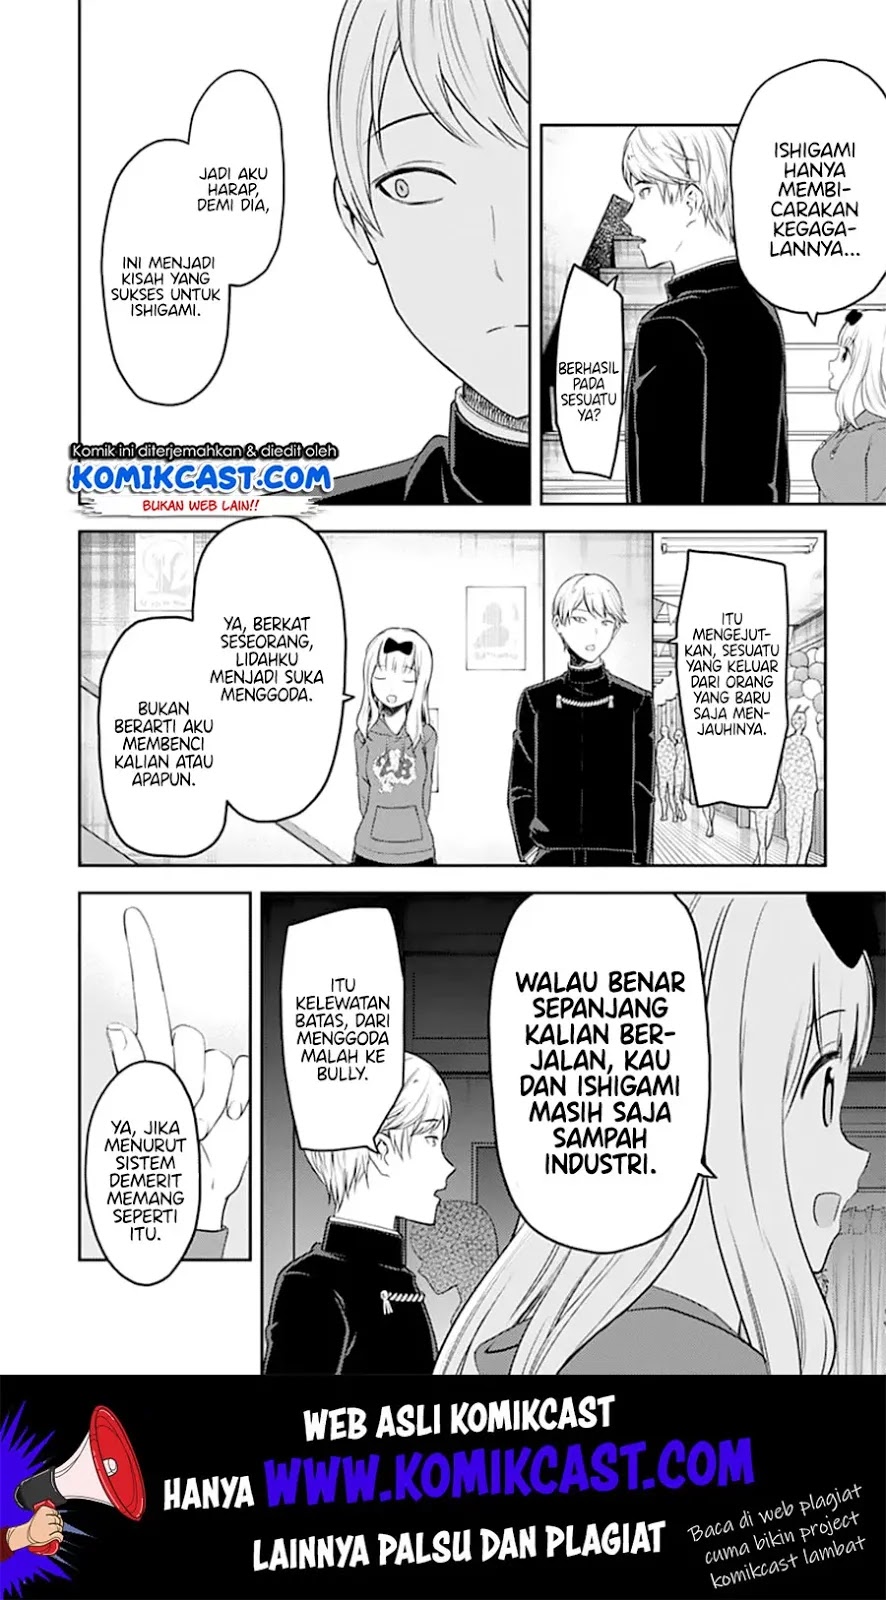 ISHIGAMI
HANYA
MEMBI-
CARAKAN
KEGAGA-
LANNYA...
BERHASIL
PADA
SESUATU
YA?
JADI AKU
HARAP,
DEMI DIA,
INI MENJADI
KISAH YANG
SUKSES UNTUK
ISHIGAMI.
Komik ini diterjemahkan & diedit oleh
KOMIKCAST.COM
BUKAN WEB LAIN!!
ITU
MENGEJUT-
KAN, SESUATU
YANG KELUAR
DARI ORANG
YANG BARU
SAJA MEN-
JAUHINYA.
YA, BERKAT
SESEORANG,
LIDAHKU
MENJADI SUKA
MENGGODA.
BUKAN
BERARTI AKU
MEMBENCI
KALIAN ATAU
APAPUN.
WALAU BENAR
SEPANJANG
KALIAN BER-
JALAN, KAU
DAN ISHIGAMI
MASIH SAJA
SAMPAH
INDUSTRI.
ITU
KELEWATAN
BATAS, DARI
MENGGODA
MALAH KE
BULLY.
YA, JIKA
MENURUT
SISTEM
DEMERIT
MEMANG
SEPERTI
ITU.
WEB ASLI KOMIKCAST
HANYA WWW.KOMIKCAST.COM
LAINNYA PALSU DAN PLAGIAT
Baca di web plagiat
cuma bikin project
komikcast lambat